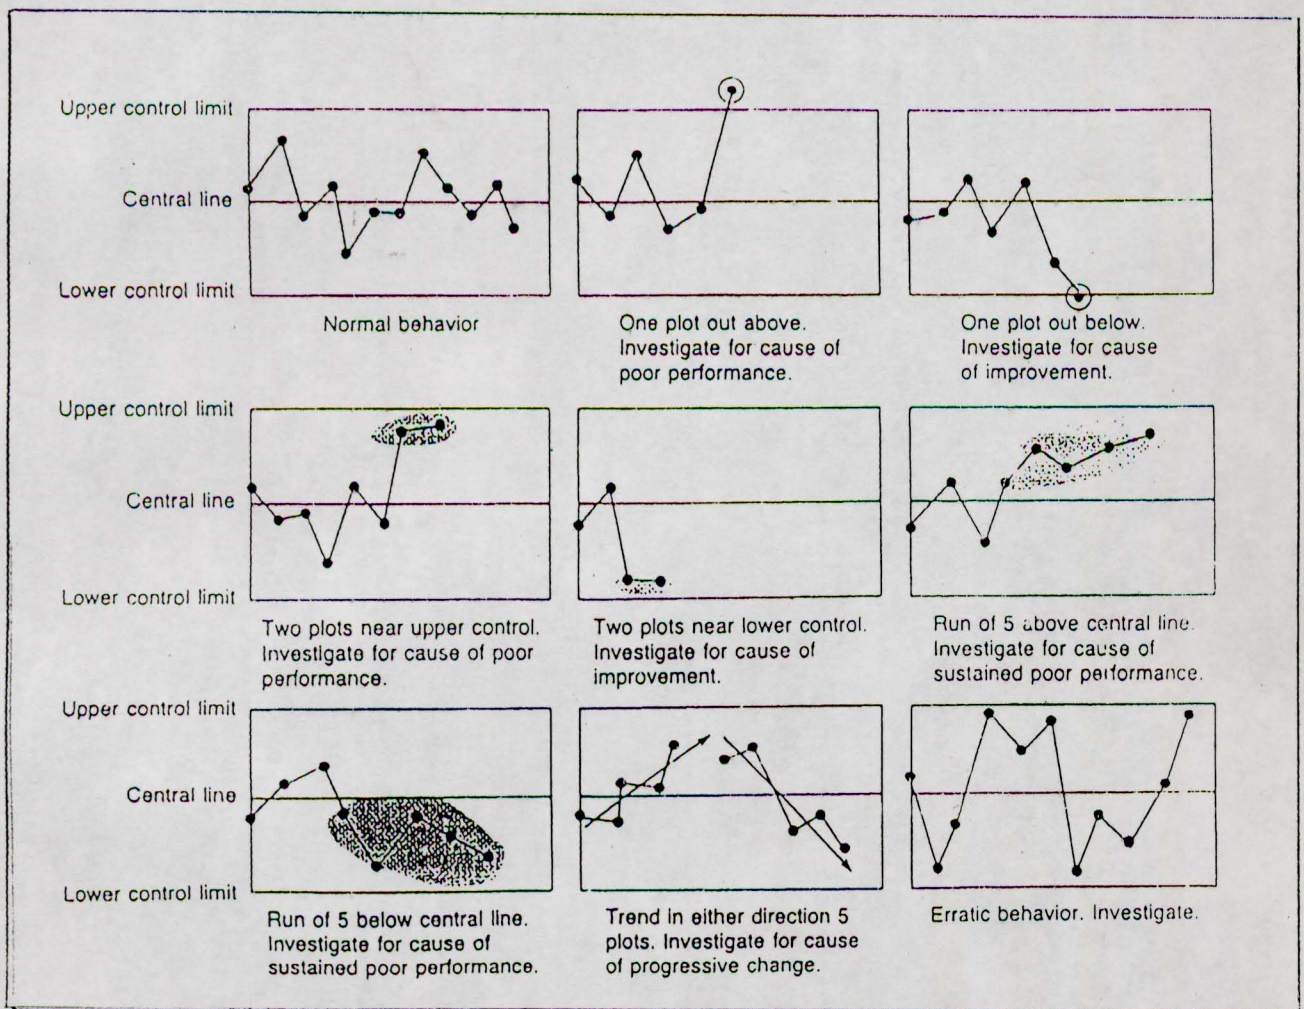 Upper control limit
Central line
Lower control limit
Normal behavior
One plot out above.
Investigate for cause of
poor performance.
One plot out below.
Investigate for cause
of improvement.
Upper control limit
Central line
Lower control limit
Two plots near upper control.
Investigate for cause of poor
performance.
Two plots near lower control.
Investigate for cause of
improvement.
Run of 5 above central line.
Investigate for cause of
sustained poor performance.
Upper control limit
Central line
Lower control limit
Run of 5 below central line.
Investigate for cause of
sustained poor performance.
Trend in either direction 5
plots. Investigate for cause
of progressive change.
Erratic behavior. Investigate.